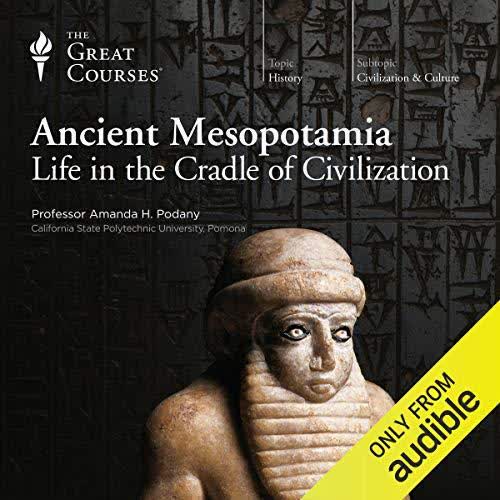 THE
GREAT
COURSES®
Topic
History
Subtopic
Civilization & Culture
Ancient Mesopotamia
Life in the Cradle of Civilization
Professor Amanda H. Podany
California State Polytechnic University, Pomona
ONLY FROM
audible